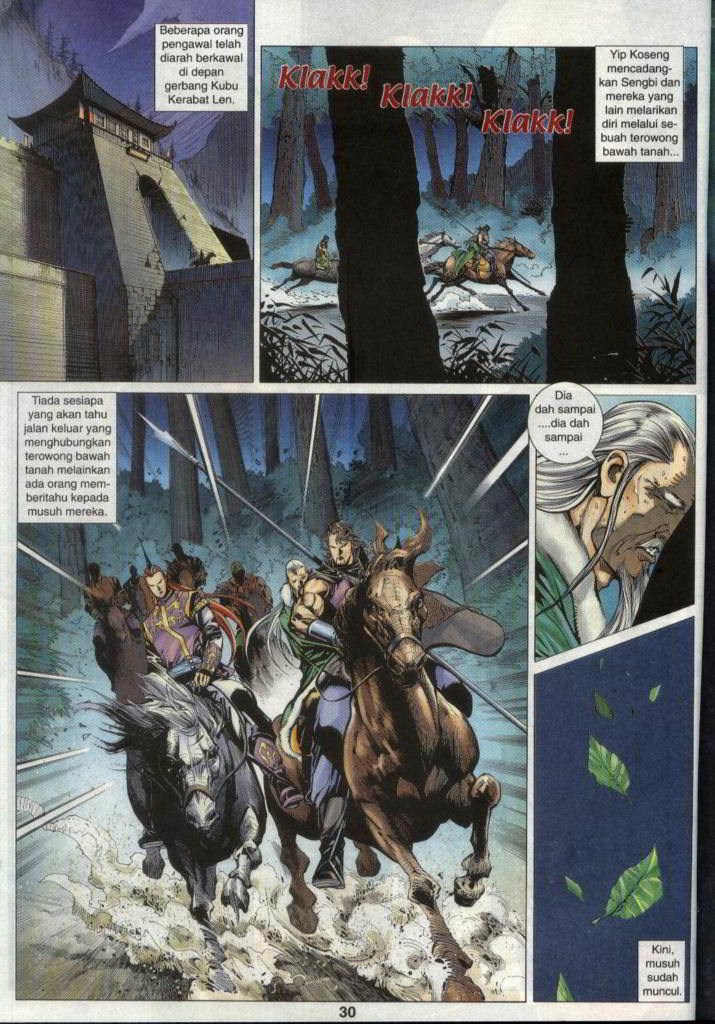 Beberapa orang
pengawal telah
diarah berkawal
di depan
gerbang Kubu
Kerabat Len.
Klakk!
Klakk!
Klakk!
Yip Koseng
mencadang-
kan Sengbi dan
mereka yang
lain melarikan
diri melalui se-
buah terowong
bawah tanah...
Tiada sesiapa
yang akan tahu
jalan keluar yang
menghubungkan
terowong bawah
tanah melainkan
ada orang mem-
beritahu kepada
musuh mereka.
Dia
dah sampai
....dia dah
sampai
...
Kini,
musuh
sudah
muncul.
30